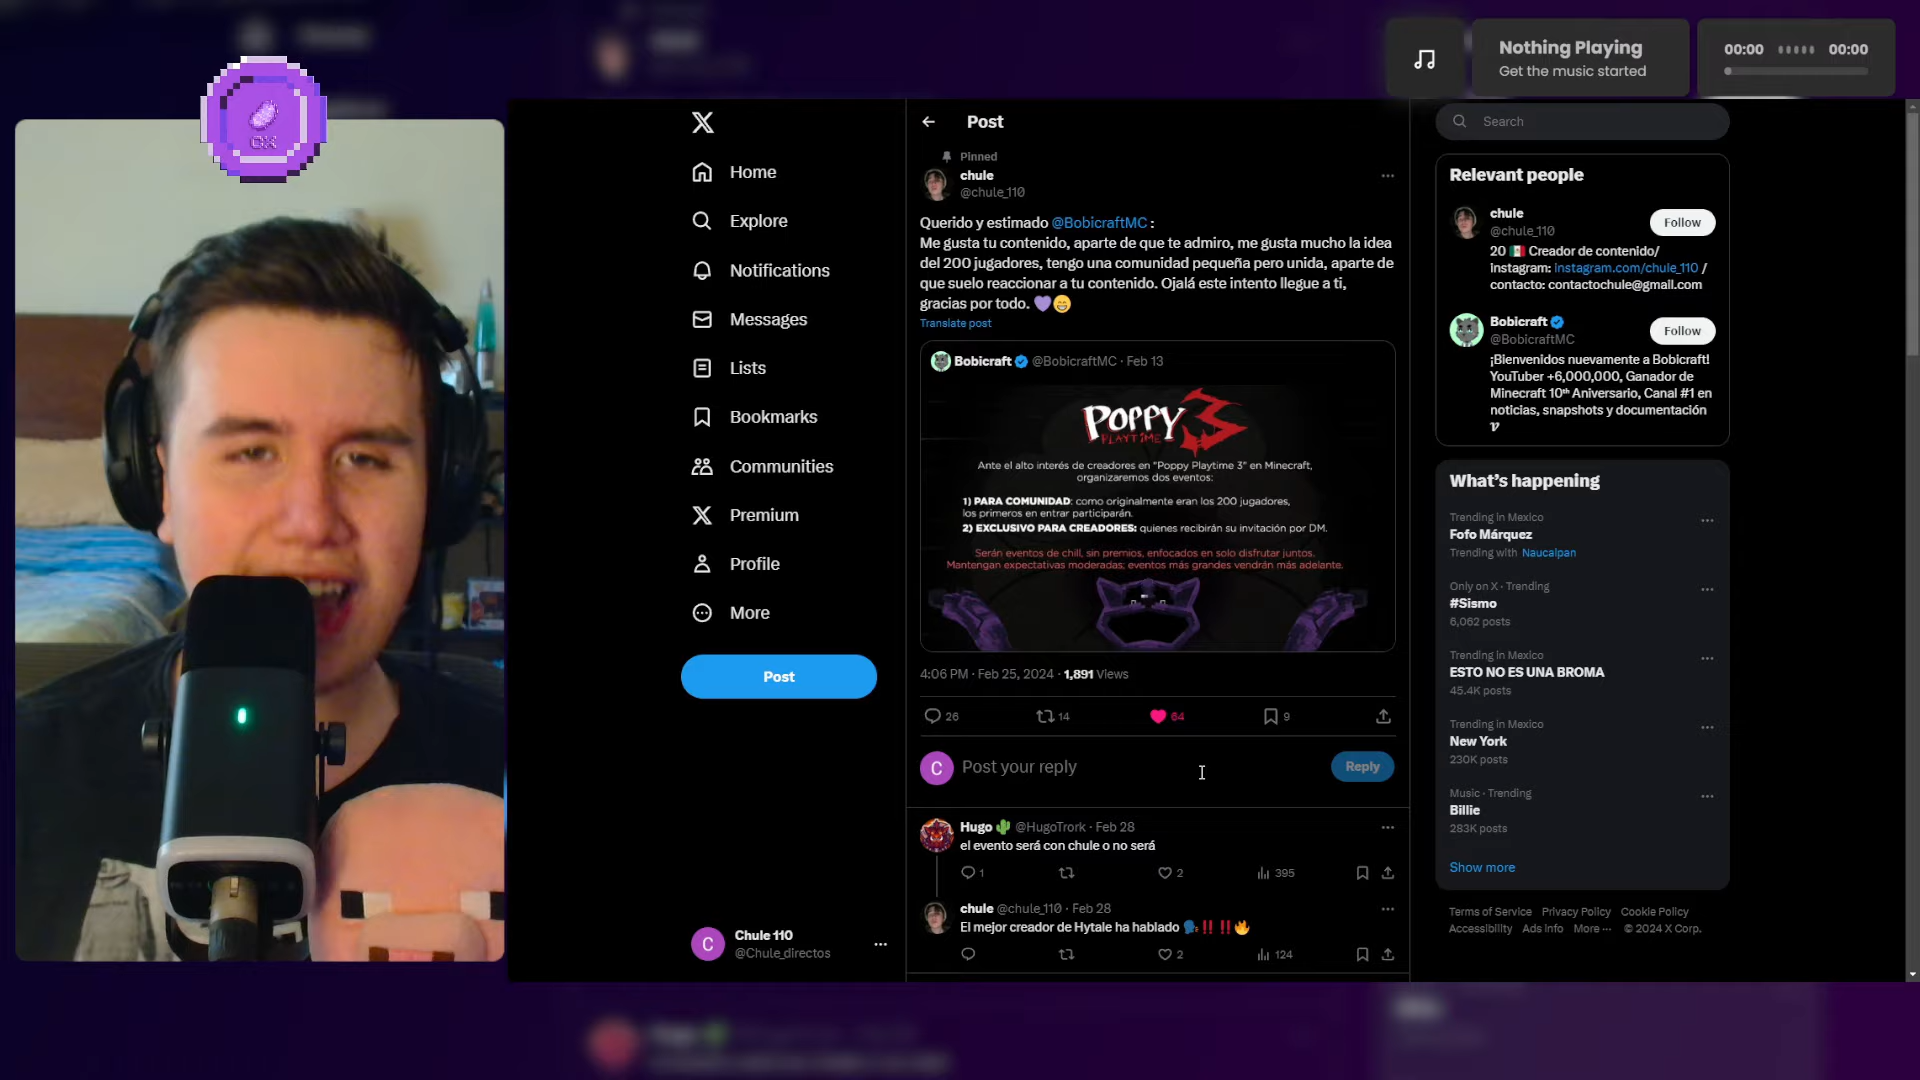 Nothing Playing
Get the music started
00:00
00:00
GX
Home
Explore
Notifications
Messages
Lists
Bookmarks
Communities
Premium
Profile
More
Post
Chule 110
@Chule_directos
Post
Pinned
chule
@chule_110
Querido y estimado @BobicraftMC :
Me gusta tu contenido, aparte de que te admiro, me gusta mucho la idea
del 200 jugadores, tengo una comunidad pequeña pero unida, aparte de
que suelo reaccionar a tu contenido. Ojalá este intento llegue a ti,
gracias por todo. 💜😄
Translate post
Bobicraft @BobicraftMC · Feb 13
POPPY 3
PLAYTIME
Ante el alto interés de creadores en "Poppy Playtime 3" en Minecraft,
organizaremos dos eventos:
1) PARA COMUNIDAD: como originalmente eran los 200 jugadores,
los primeros en entrar participarán.
2) EXCLUSIVO PARA CREADORES: quienes recibirán su invitación por DM.
Serán eventos de chill, sin premios, enfocados en solo disfrutar juntos.
Mantengan expectativas moderadas; eventos más grandes vendrán más adelante.
4:06 PM · Feb 25, 2024 · 1,891 Views
26 14 64 9
C Post your reply Reply
Hugo 🌵 @HugoTrork · Feb 28
el evento será con chule o no será
1 2 395
chule @chule_110 · Feb 28
El mejor creador de Hytale ha hablado 🗣️‼️‼️🔥
2 124
Search
Relevant people
chule
@chule_110
Follow
20 🇲🇽 Creador de contenido/
instagram: instagram.com/chule_110 /
contacto: contactochule@gmail.com
Bobicraft
@BobicraftMC
Follow
¡Bienvenidos nuevamente a Bobicraft!
YouTuber +6,000,000, Ganador de
Minecraft 10ᵗʰ Aniversario, Canal #1 en
noticias, snapshots y documentación
What's happening
Trending in Mexico
Fofo Márquez
Trending with Naucalpan
Only on X · Trending
#Sismo
6,062 posts
Trending in Mexico
ESTO NO ES UNA BROMA
45.4K posts
Trending in Mexico
New York
230K posts
Music · Trending
Billie
283K posts
Show more
Terms of Service Privacy Policy Cookie Policy
Accessibility Ads info More ··· © 2024 X Corp.